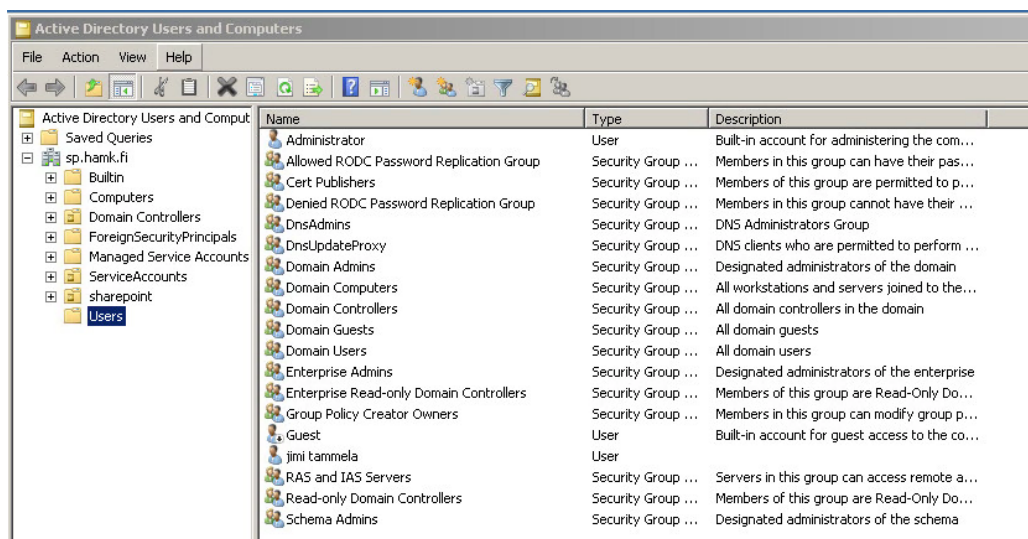 Active Directory Users and Computers
File Action View Help
Active Directory Users and Comput
Saved Queries
sp.hamk.fi
Builtin
Computers
Domain Controllers
ForeignSecurityPrincipals
Managed Service Accounts
ServiceAccounts
sharepoint
Users
Name Type Description
Administrator User Built-in account for administering the com...
Allowed RODC Password Replication Group Security Group ... Members in this group can have their pas...
Cert Publishers Security Group ... Members of this group are permitted to p...
Denied RODC Password Replication Group Security Group ... Members in this group cannot have their ...
DnsAdmins Security Group ... DNS Administrators Group
DnsUpdateProxy Security Group ... DNS clients who are permitted to perform ...
Domain Admins Security Group ... Designated administrators of the domain
Domain Computers Security Group ... All workstations and servers joined to the...
Domain Controllers Security Group ... All domain controllers in the domain
Domain Guests Security Group ... All domain guests
Domain Users Security Group ... All domain users
Enterprise Admins Security Group ... Designated administrators of the enterprise
Enterprise Read-only Domain Controllers Security Group ... Members of this group are Read-Only Do...
Group Policy Creator Owners Security Group ... Members in this group can modify group p...
Guest User Built-in account for guest access to the co...
jimi tammela User
RAS and IAS Servers Security Group ... Servers in this group can access remote a...
Read-only Domain Controllers Security Group ... Members of this group are Read-Only Do...
Schema Admins Security Group ... Designated administrators of the schema